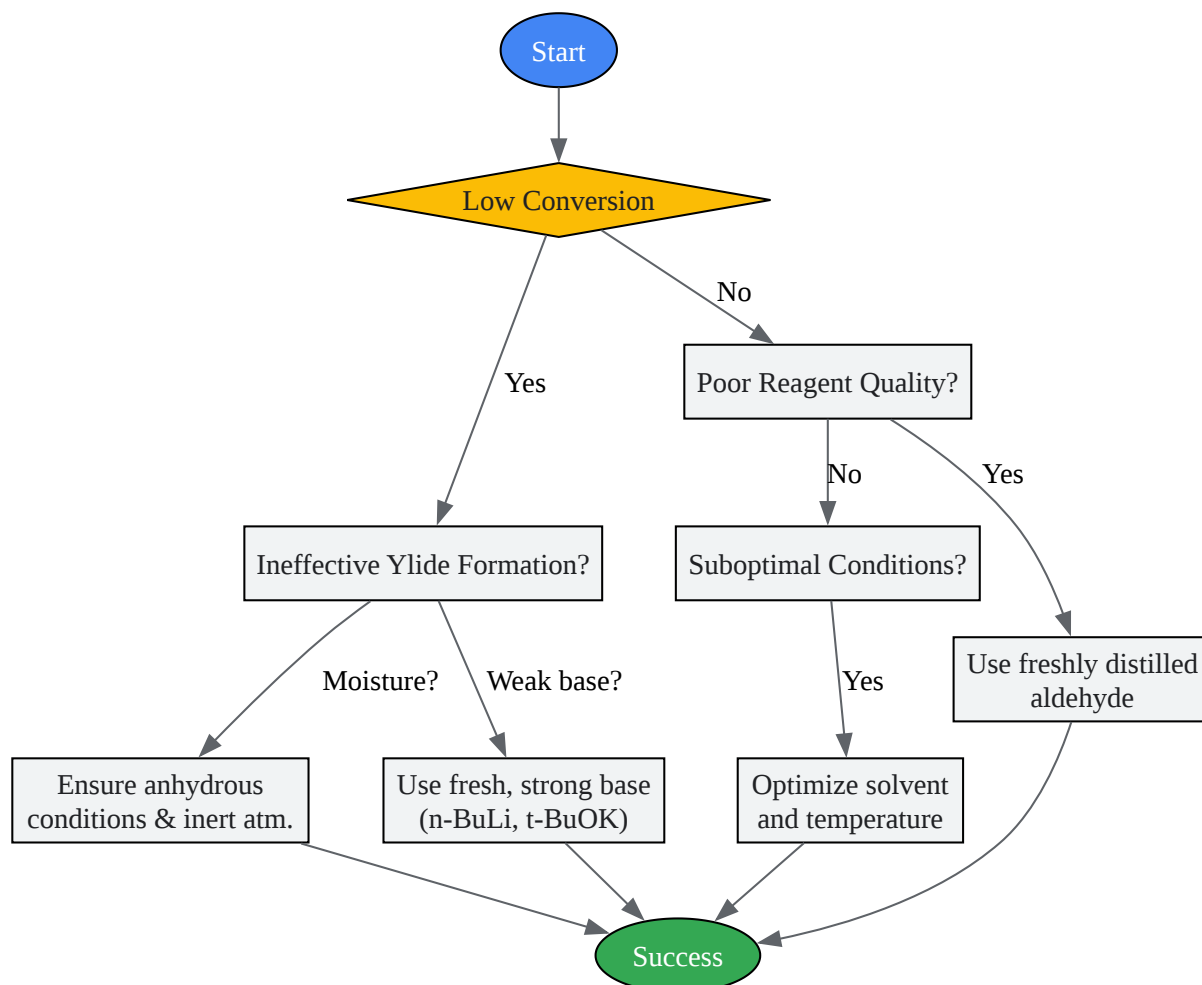 Start
Low Conversion
No
Yes
Poor Reagent Quality?
No
Yes
Ineffective Ylide Formation?
Suboptimal Conditions?
Moisture?
Weak base?
Yes
Use freshly distilled
aldehyde
Ensure anhydrous
conditions & inert atm.
Use fresh, strong base
(n-BuLi, t-BuOK)
Optimize solvent
and temperature
Success